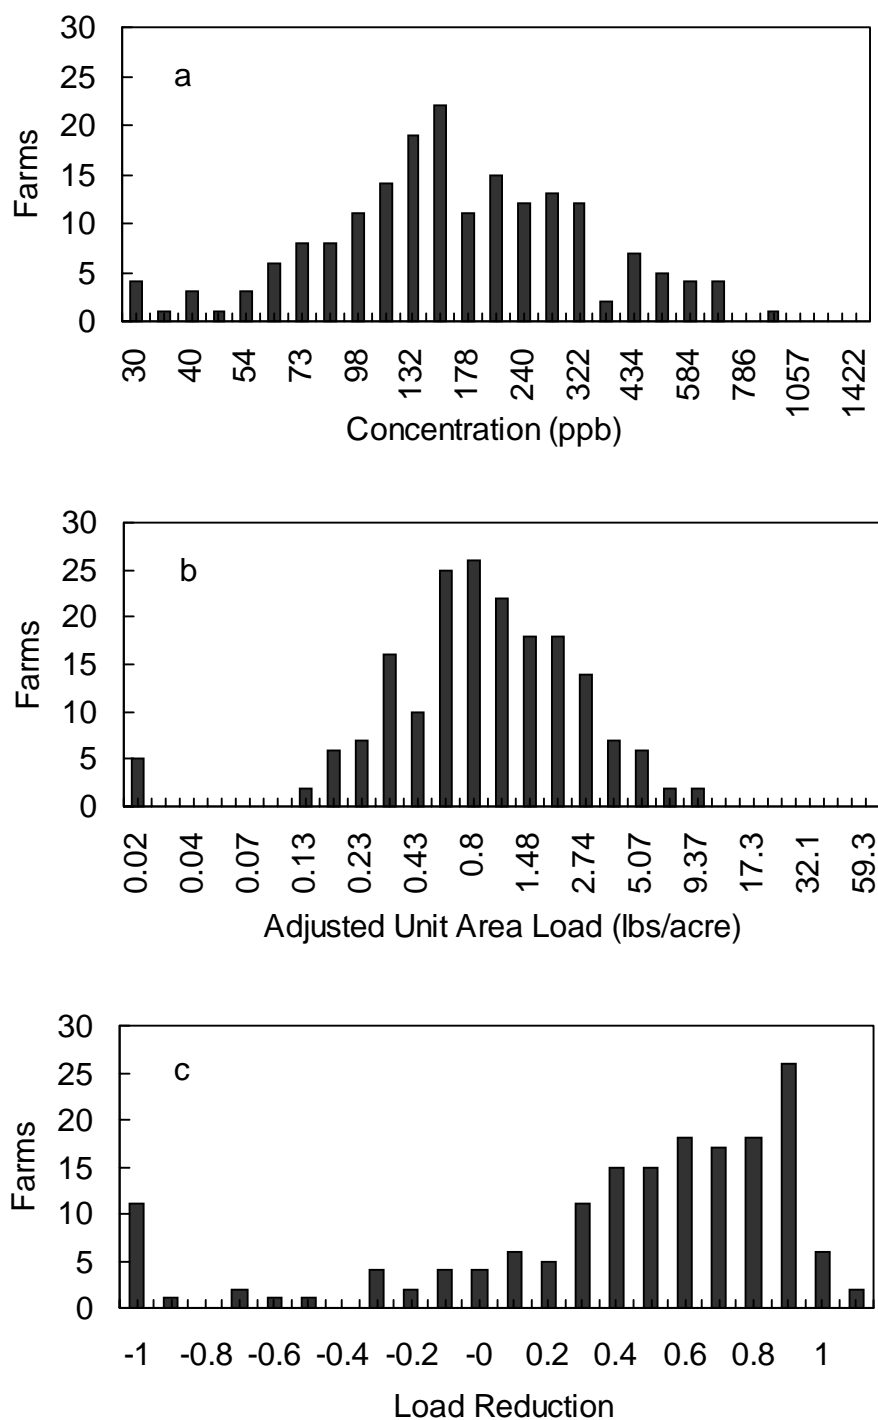 30
25
20
15
10
5
0
Farms
a
30 40 54 73 98 132 178 240 322 434 584 786 1057 1422
Concentration (ppb)
30
25
20
15
10
5
0
Farms
b
0.02 0.04 0.07 0.13 0.23 0.43 0.8 1.48 2.74 5.07 9.37 17.3 32.1 59.3
Adjusted Unit Area Load (lbs/acre)
30
25
20
15
10
5
0
Farms
c
-1 -0.8 -0.6 -0.4 -0.2 -0 0.2 0.4 0.6 0.8 1
Load Reduction